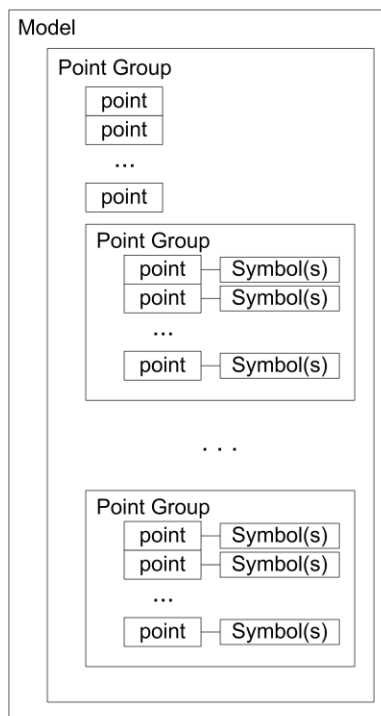 Model
Point Group
point
point
...
point
Point Group
point Symbol(s)
point Symbol(s)
...
point Symbol(s)
. . .
Point Group
point Symbol(s)
point Symbol(s)
...
point Symbol(s)